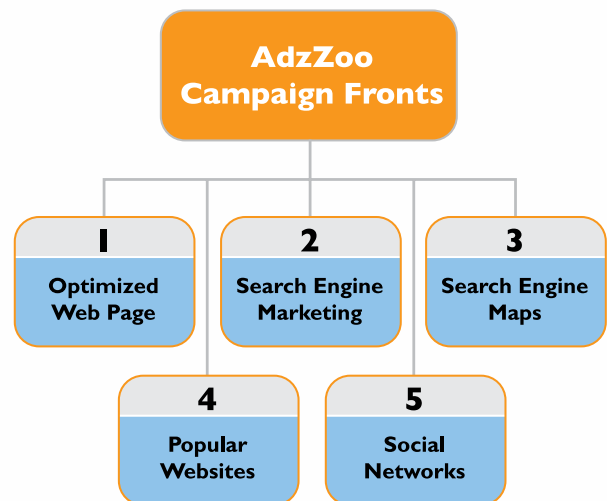 AdzZoo
Campaign Fronts
1
Optimized
Web Page
2
Search Engine
Marketing
3
Search Engine
Maps
4
Popular
Websites
5
Social
Networks